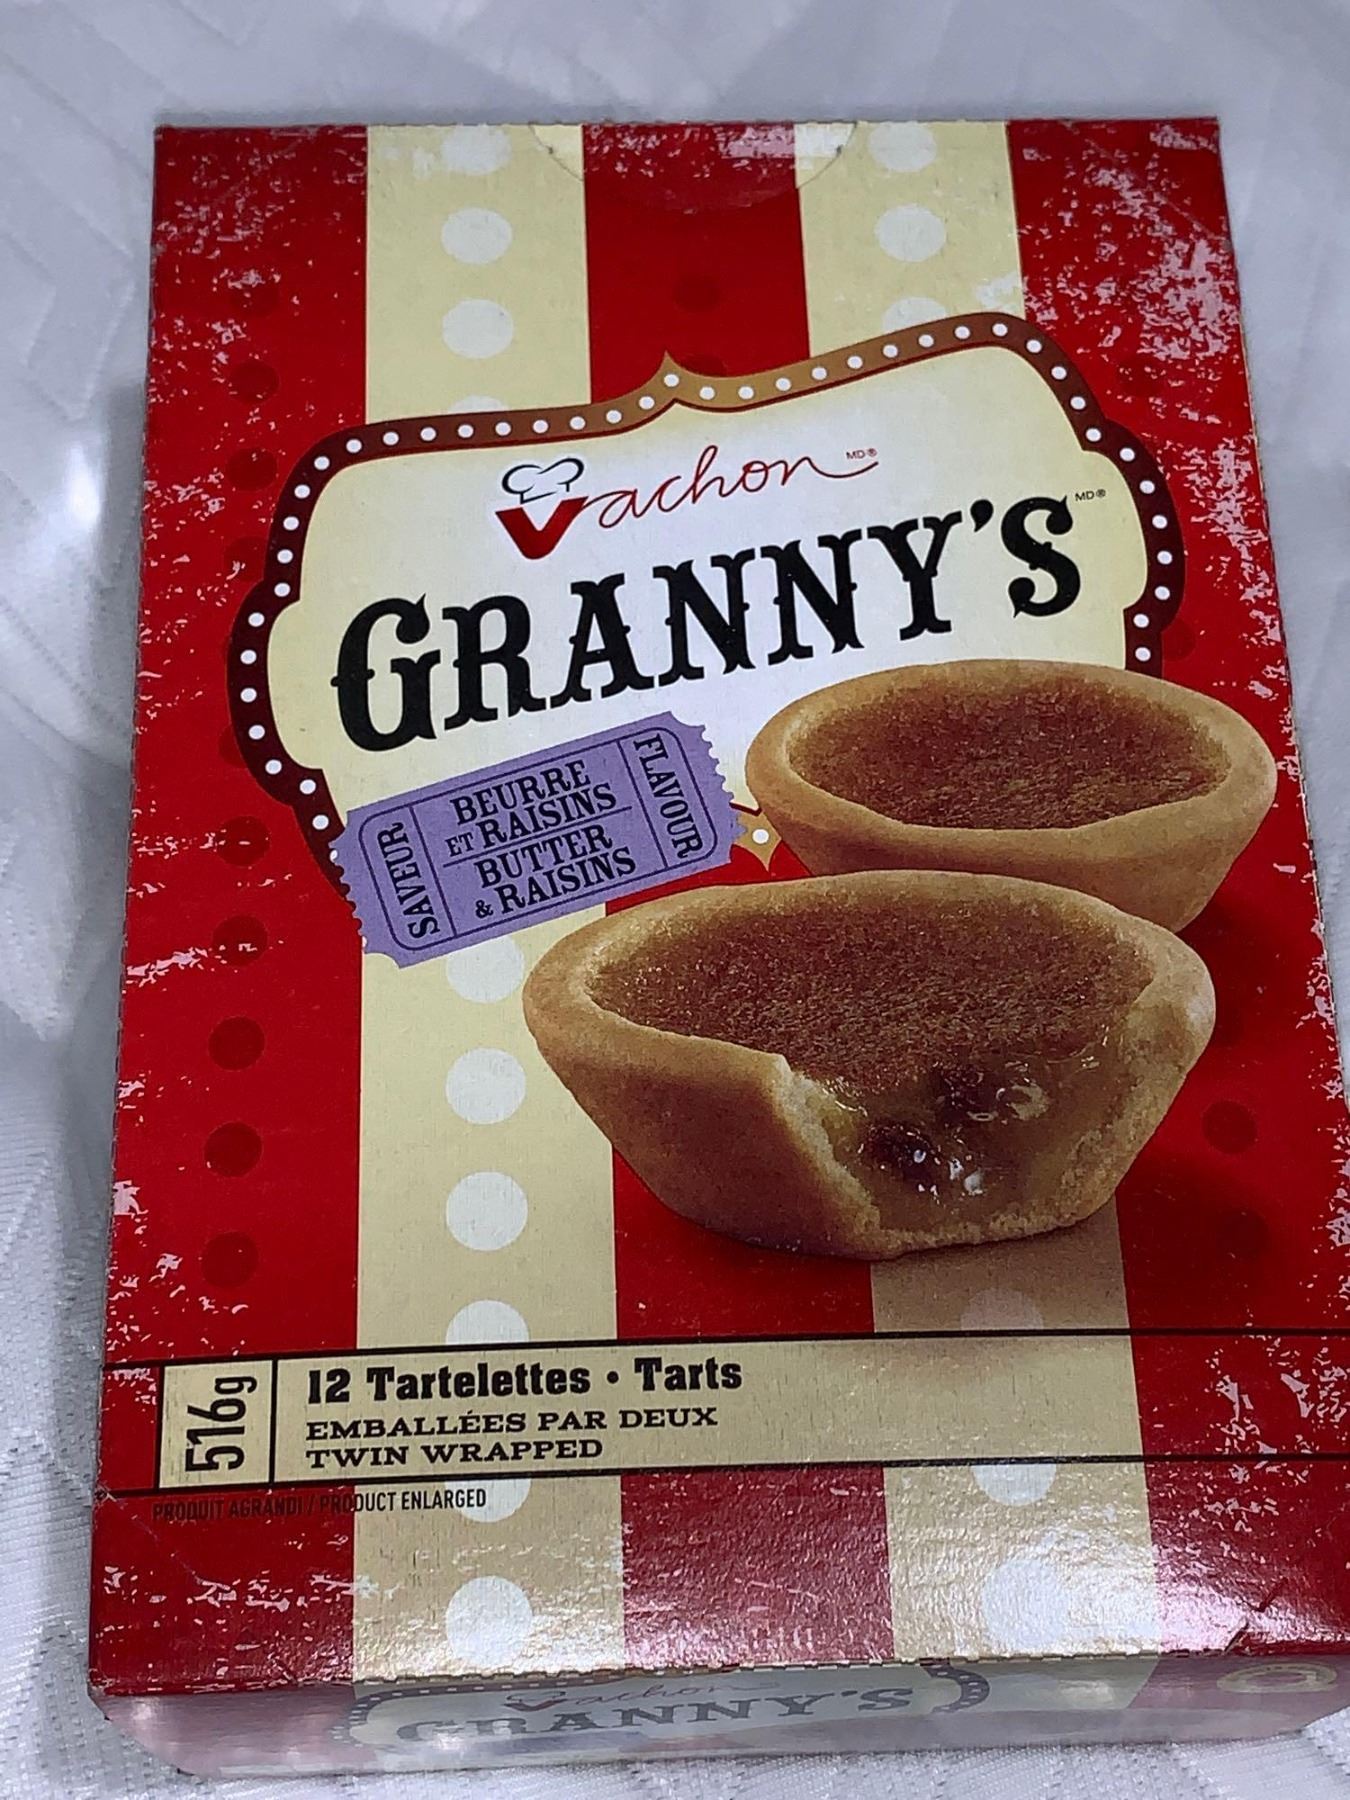 Vachon MD®
GRANNY'S MD®
SAVEUR
BEURRE
ET RAISINS
BUTTER
& RAISINS
FLAVOUR
516g
12 Tartelettes • Tarts
EMBALLÉES PAR DEUX
TWIN WRAPPED
PRODUIT AGRANDI / PRODUCT ENLARGED
Vachon
GRANNY'S